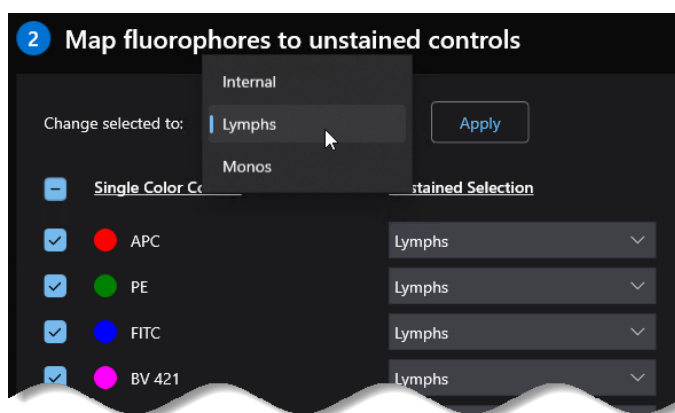 2 Map fluorophores to unstained controls
Internal
Change selected to: Lymphs Apply
Monos
Single Color Co stained Selection
APC Lymphs
PE Lymphs
FITC Lymphs
BV 421 Lymphs